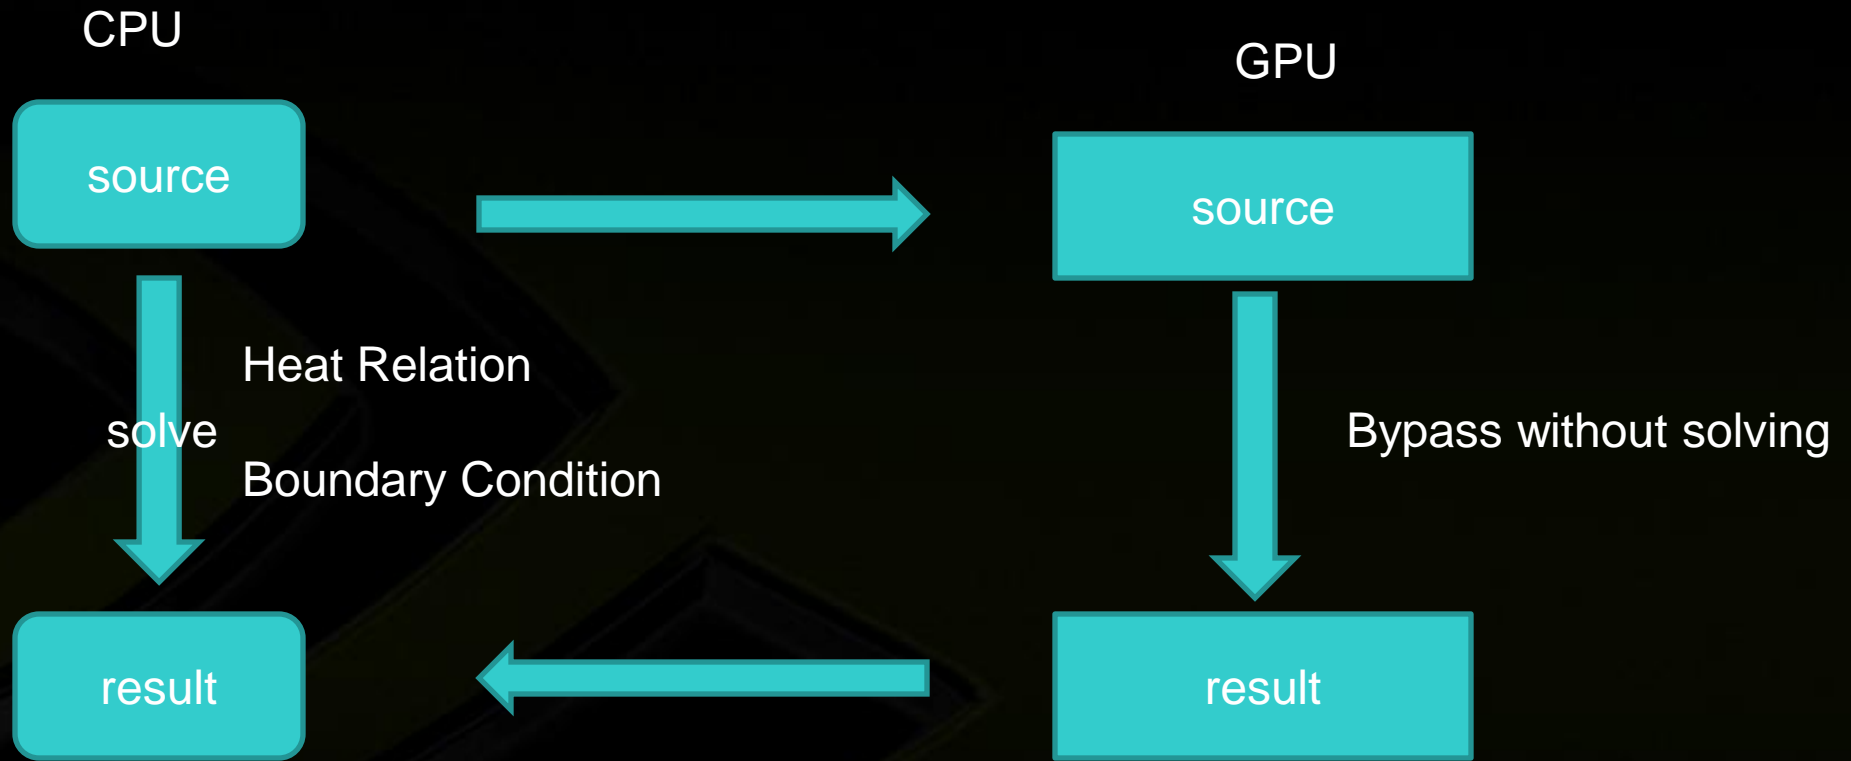 CPU
GPU
source
source
Heat Relation
solve
Bypass without solving
Boundary Condition
result
result